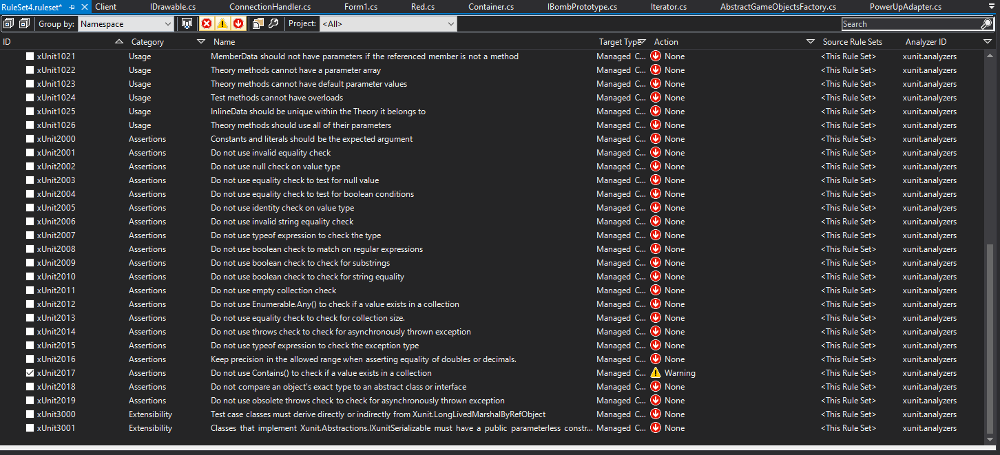 RuleSet4.ruleset* Client IDrawable.cs ConnectionHandler.cs Form1.cs Red.cs Container.cs IBombPrototype.cs Iterator.cs AbstractGameObjectsFactory.cs PowerUpAdapter.cs
Group by: Namespace Project: <All> Search
ID Category Name Target Type Action Source Rule Sets Analyzer ID
xUnit1021 Usage MemberData should not have parameters if the referenced member is not a method Managed C... None <This Rule Set> xunit.analyzers
xUnit1022 Usage Theory methods cannot have a parameter array Managed C... None <This Rule Set> xunit.analyzers
xUnit1023 Usage Theory methods cannot have default parameter values Managed C... None <This Rule Set> xunit.analyzers
xUnit1024 Usage Test methods cannot have overloads Managed C... None <This Rule Set> xunit.analyzers
xUnit1025 Usage InlineData should be unique within the Theory it belongs to Managed C... None <This Rule Set> xunit.analyzers
xUnit1026 Usage Theory methods should use all of their parameters Managed C... None <This Rule Set> xunit.analyzers
xUnit2000 Assertions Constants and literals should be the expected argument Managed C... None <This Rule Set> xunit.analyzers
xUnit2001 Assertions Do not use invalid equality check Managed C... None <This Rule Set> xunit.analyzers
xUnit2002 Assertions Do not use null check on value type Managed C... None <This Rule Set> xunit.analyzers
xUnit2003 Assertions Do not use equality check to test for null value Managed C... None <This Rule Set> xunit.analyzers
xUnit2004 Assertions Do not use equality check to test for boolean conditions Managed C... None <This Rule Set> xunit.analyzers
xUnit2005 Assertions Do not use identity check on value type Managed C... None <This Rule Set> xunit.analyzers
xUnit2006 Assertions Do not use invalid string equality check Managed C... None <This Rule Set> xunit.analyzers
xUnit2007 Assertions Do not use typeof expression to check the type Managed C... None <This Rule Set> xunit.analyzers
xUnit2008 Assertions Do not use boolean check to match on regular expressions Managed C... None <This Rule Set> xunit.analyzers
xUnit2009 Assertions Do not use boolean check to check for substrings Managed C... None <This Rule Set> xunit.analyzers
xUnit2010 Assertions Do not use boolean check to check for string equality Managed C... None <This Rule Set> xunit.analyzers
xUnit2011 Assertions Do not use empty collection check Managed C... None <This Rule Set> xunit.analyzers
xUnit2012 Assertions Do not use Enumerable.Any() to check if a value exists in a collection Managed C... None <This Rule Set> xunit.analyzers
xUnit2013 Assertions Do not use equality check to check for collection size. Managed C... None <This Rule Set> xunit.analyzers
xUnit2014 Assertions Do not use throws check to check for asynchronously thrown exception Managed C... None <This Rule Set> xunit.analyzers
xUnit2015 Assertions Do not use typeof expression to check the exception type Managed C... None <This Rule Set> xunit.analyzers
xUnit2016 Assertions Keep precision in the allowed range when asserting equality of doubles or decimals. Managed C... None <This Rule Set> xunit.analyzers
xUnit2017 Assertions Do not use Contains() to check if a value exists in a collection Managed C... Warning <This Rule Set> xunit.analyzers
xUnit2018 Assertions Do not compare an object's exact type to an abstract class or interface Managed C... None <This Rule Set> xunit.analyzers
xUnit2019 Assertions Do not use obsolete throws check to check for asynchronously thrown exception Managed C... None <This Rule Set> xunit.analyzers
xUnit3000 Extensibility Test case classes must derive directly or indirectly from Xunit.LongLivedMarshalByRefObject Managed C... None <This Rule Set> xunit.analyzers
xUnit3001 Extensibility Classes that implement Xunit.Abstractions.IXunitSerializable must have a public parameterless constr... Managed C... None <This Rule Set> xunit.analyzers